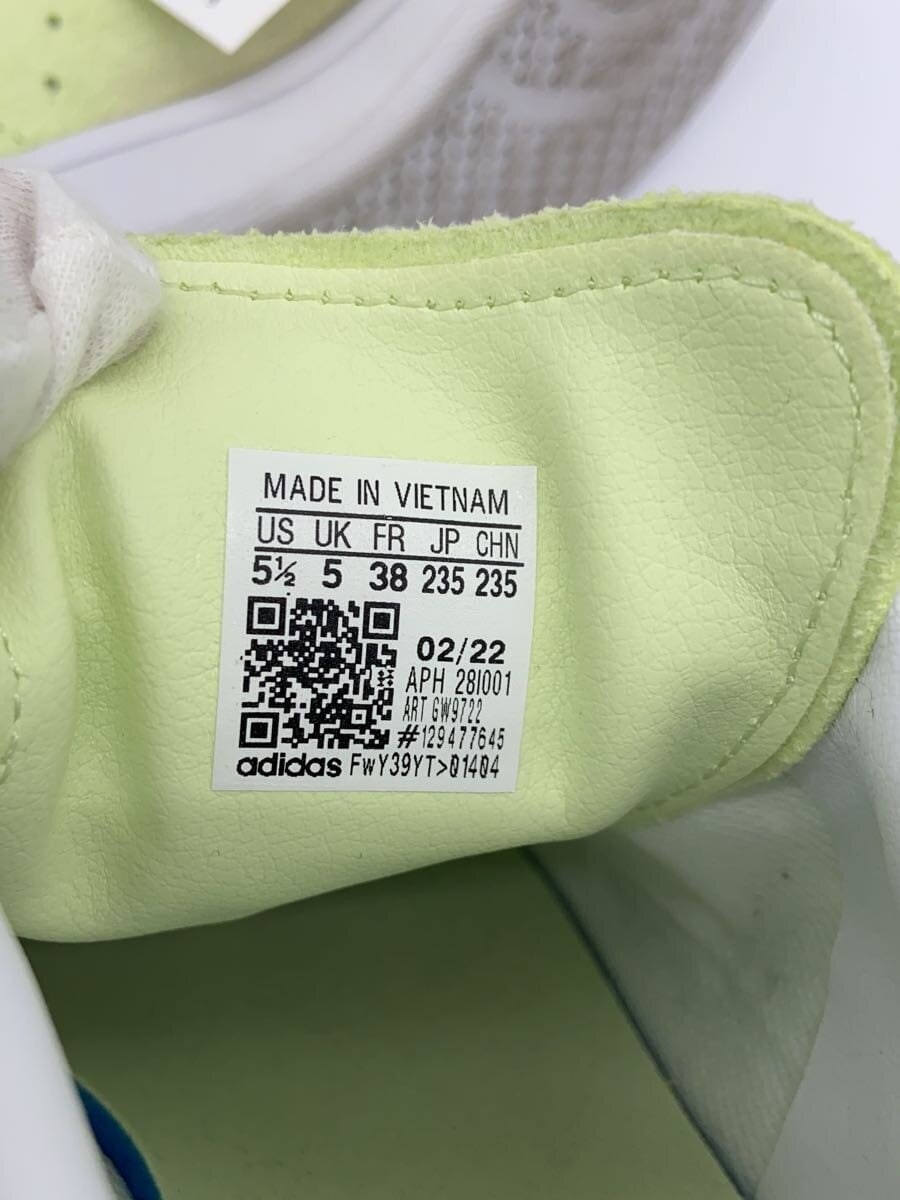 MADE IN VIETNAM
US UK FR JP CHN
5½ 5 38 235 235
02/22
APH 28I001
ART GW9722
#129477645
adidas FwY39YT>01404